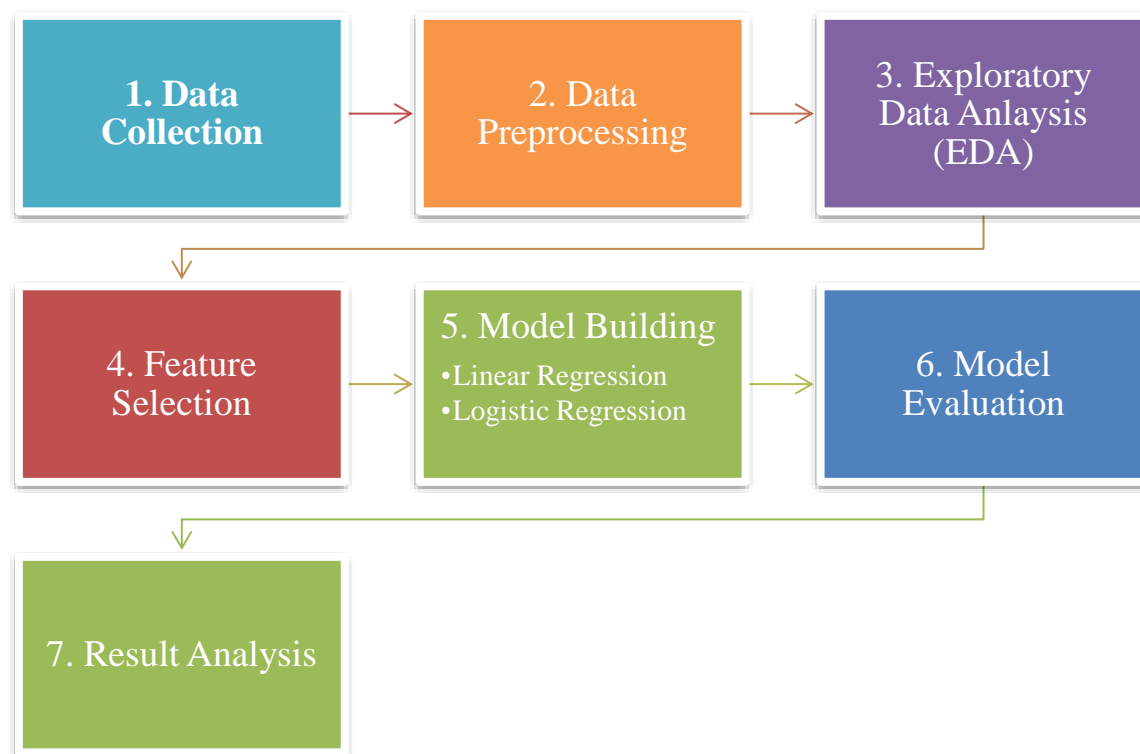 1. Data
Collection
2. Data
Preprocessing
3. Exploratory
Data Anlaysis
(EDA)
4. Feature
Selection
5. Model Building
•Linear Regression
•Logistic Regression
6. Model
Evaluation
7. Result Analysis